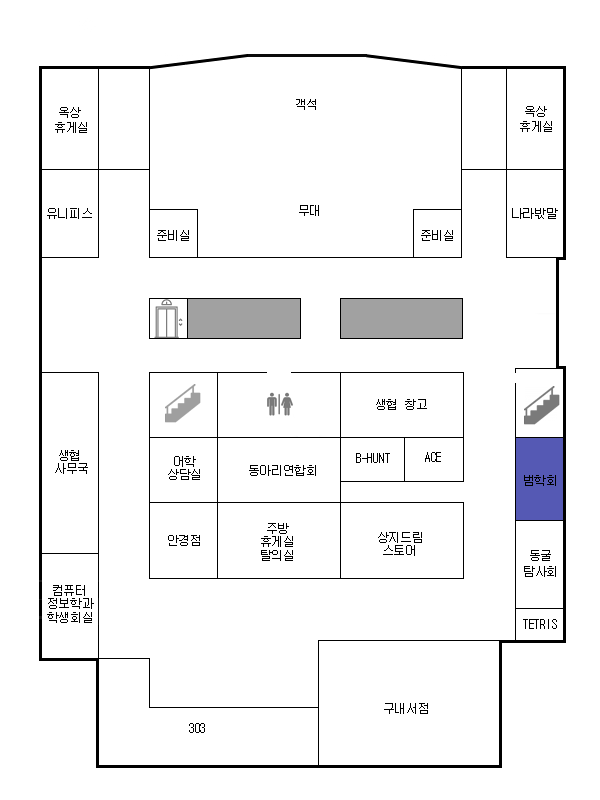 객석
옥상
휴게실
옥상
휴게실
유니피스
무대
나라밧말
준비실
준비실
생협 창고
생협
사무국
어학
상담실
동아리연합회
B-HUNT
ACE
범학회
안경점
주방
휴게실
탈의실
상지드림
스토어
동굴
탐사회
컴퓨터
정보학과
학생회실
TETRIS
구내서점
303